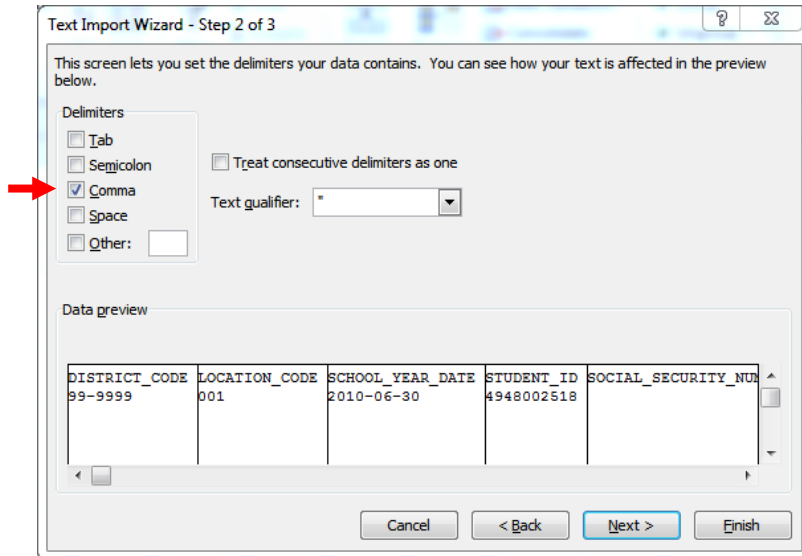 Text Import Wizard - Step 2 of 3
This screen lets you set the delimiters your data contains. You can see how your text is affected in the preview
below.
Delimiters
Tab
Semicolon
Comma
Space
Other:
Treat consecutive delimiters as one
Text qualifier: "
Data preview
DISTRICT_CODE LOCATION_CODE SCHOOL_YEAR_DATE STUDENT_ID SOCIAL_SECURITY_NUM
99-9999 001 2010-06-30 4948002518
Cancel < Back Next > Finish